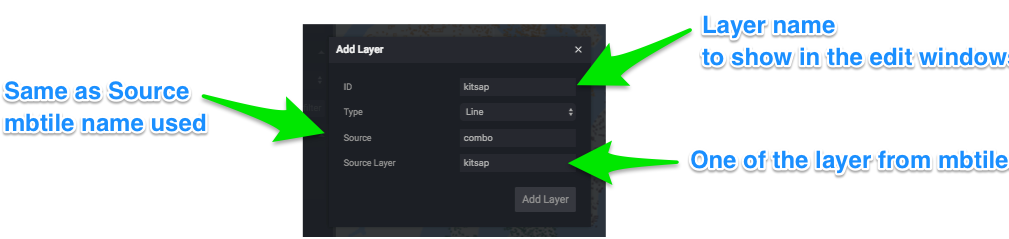 Layer name
to show in the edit windows
Add Layer ×
ID kitsap
Same as Source
mbtile name used
Type Line
Source combo
Source Layer kitsap
One of the layer from mbtile
Add Layer